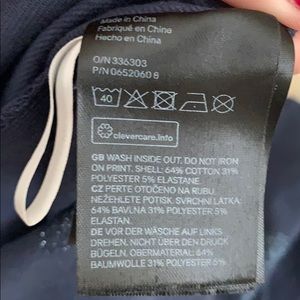 Made in China
Fabriqué en Chine
Hecho en China
O/N 336303
P/N 0652060 8
40
clevercare.info
GB WASH INSIDE OUT. DO NOT IRON
ON PRINT. SHELL: 64% COTTON 31%
POLYESTER 5% ELASTANE
CZ PERTE OTOČENO NA RUBU
NEŽEHLETE POTISK. SVRCHNÍ LÁTKA:
64% BAVLNA 31% POLYESTER 5%
ELASTAN
DE VOR DER WÄSCHE AUF LINKS
DREHEN. NICHT ÜBER DEN DRUCK
BÜGELN. OBERMATERIAL: 64%
BAUMWOLLE 31% POLYESTER 5%